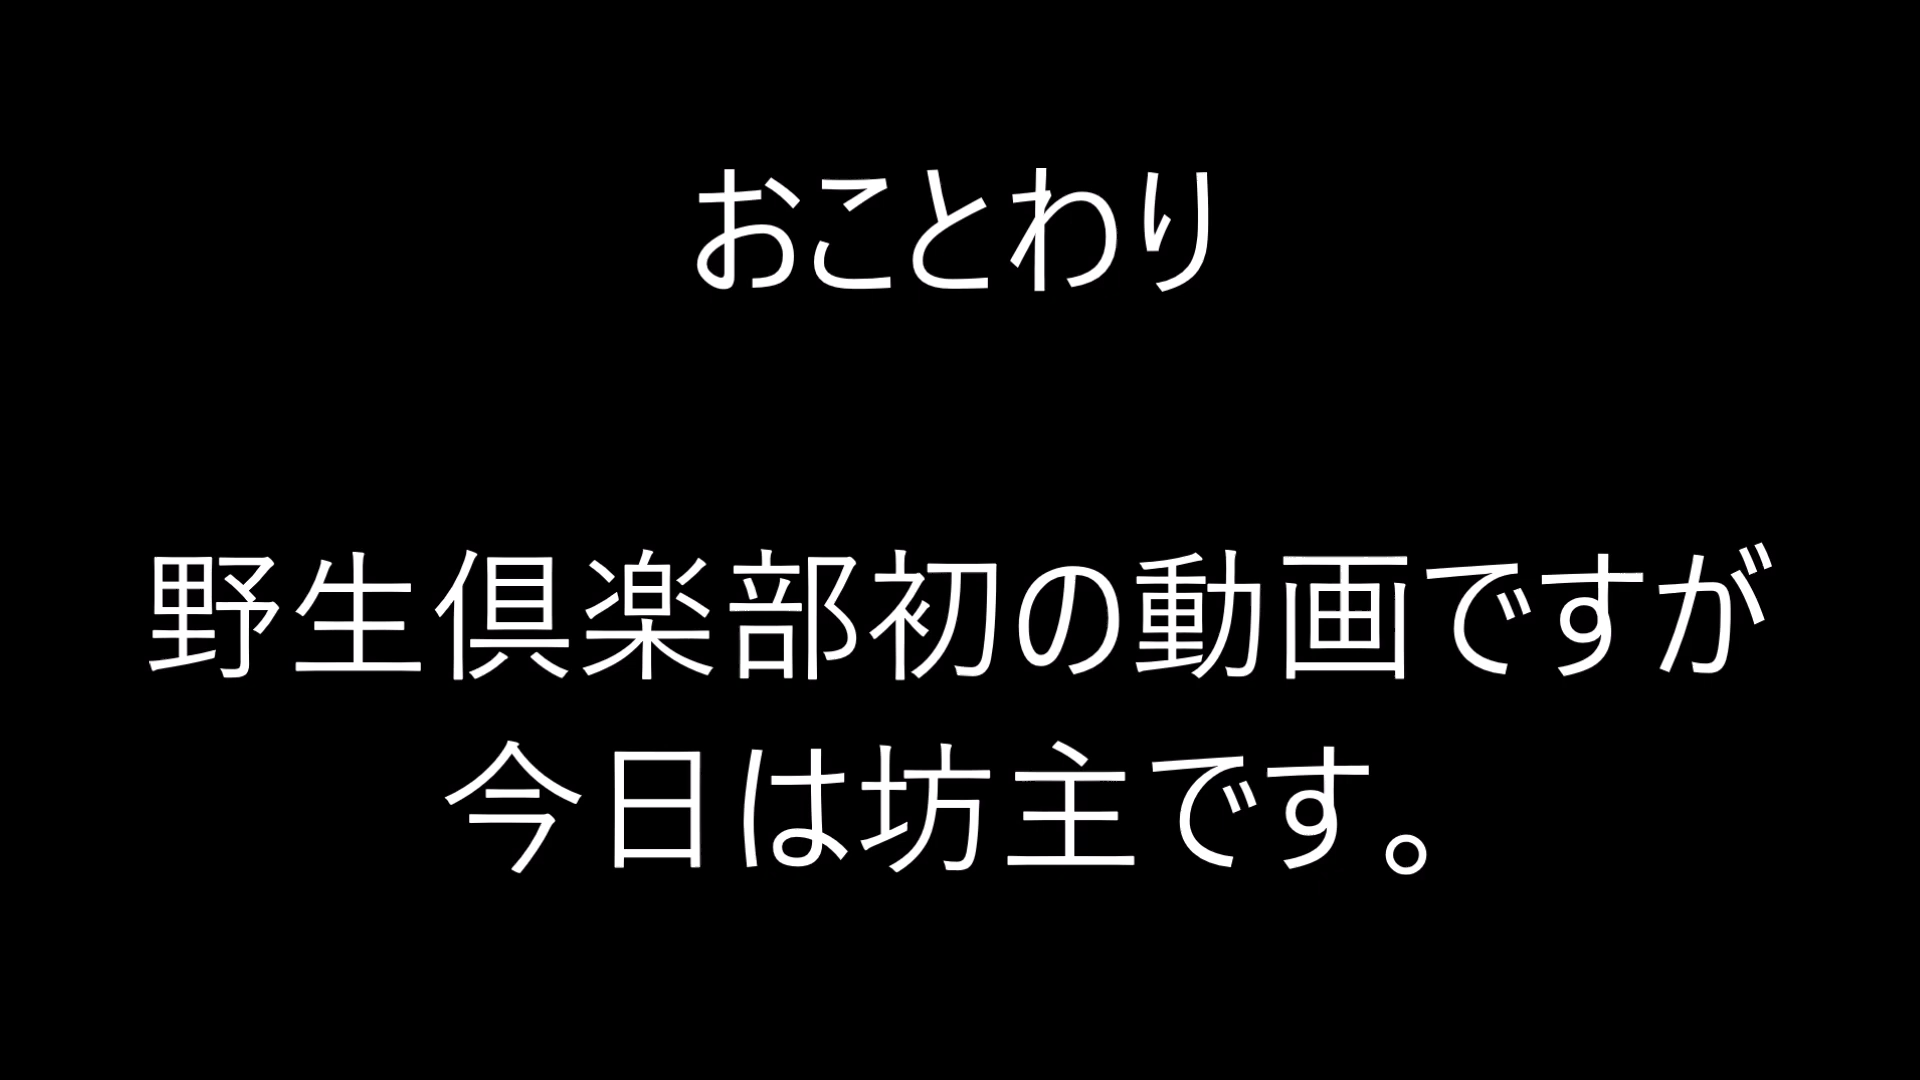 おことわり
野生倶楽部初の動画ですが
今日は坊主です。